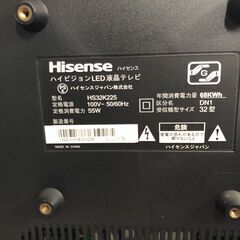 Hisense ハイセンス
ハイビジョンLED液晶テレビ
形名 HS32K225
定格電圧 100V~ 50/60Hz
定格消費電力 55W
製造番号
年間消費電力量 68KWh
区分名 DN1
受信機型サイズ 32型
ハイセンスジャパン株式会社
危険
ハイセンスジャパン
MADE IN CHINA